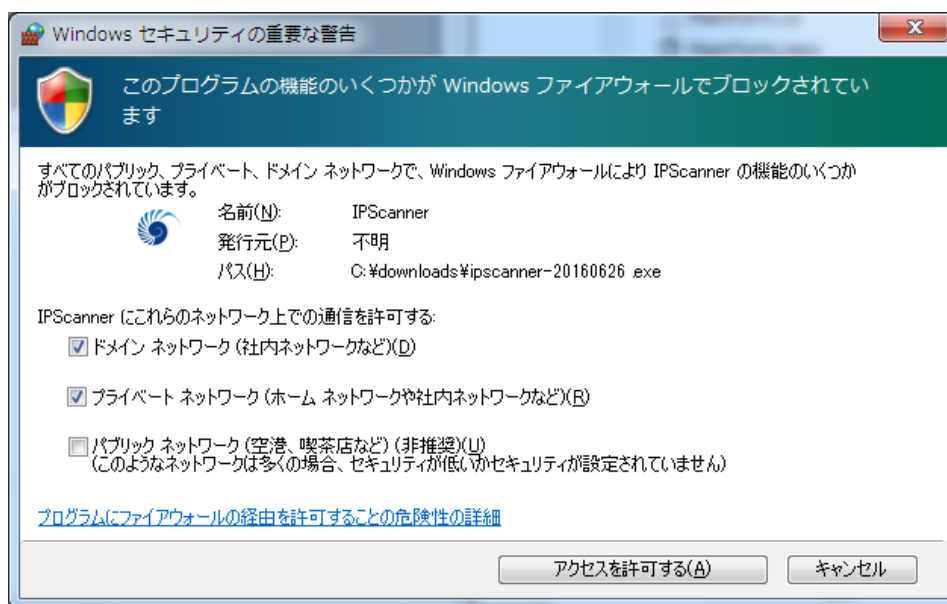 Windows セキュリティの重要な警告
このプログラムの機能のいくつかが Windows ファイアウォールでブロックされてい
ます
すべてのパブリック、プライベート、ドメイン ネットワークで、Windows ファイアウォールにより IPScanner の機能のいくつか
がブロックされています。
名前(N): IPScanner
発行元(P): 不明
パス(H): C:¥downloads¥ipscanner-20160626 .exe
IPScanner にこれらのネットワーク上での通信を許可する:
ドメイン ネットワーク (社内ネットワークなど)(D)
プライベート ネットワーク (ホーム ネットワークや社内ネットワークなど)(R)
パブリック ネットワーク (空港、喫茶店など) (非推奨)(U)
(このようなネットワークは多くの場合、セキュリティが低いかセキュリティが設定されていません)
プログラムにファイアウォールの経由を許可することの危険性の詳細
アクセスを許可する(A) キャンセル